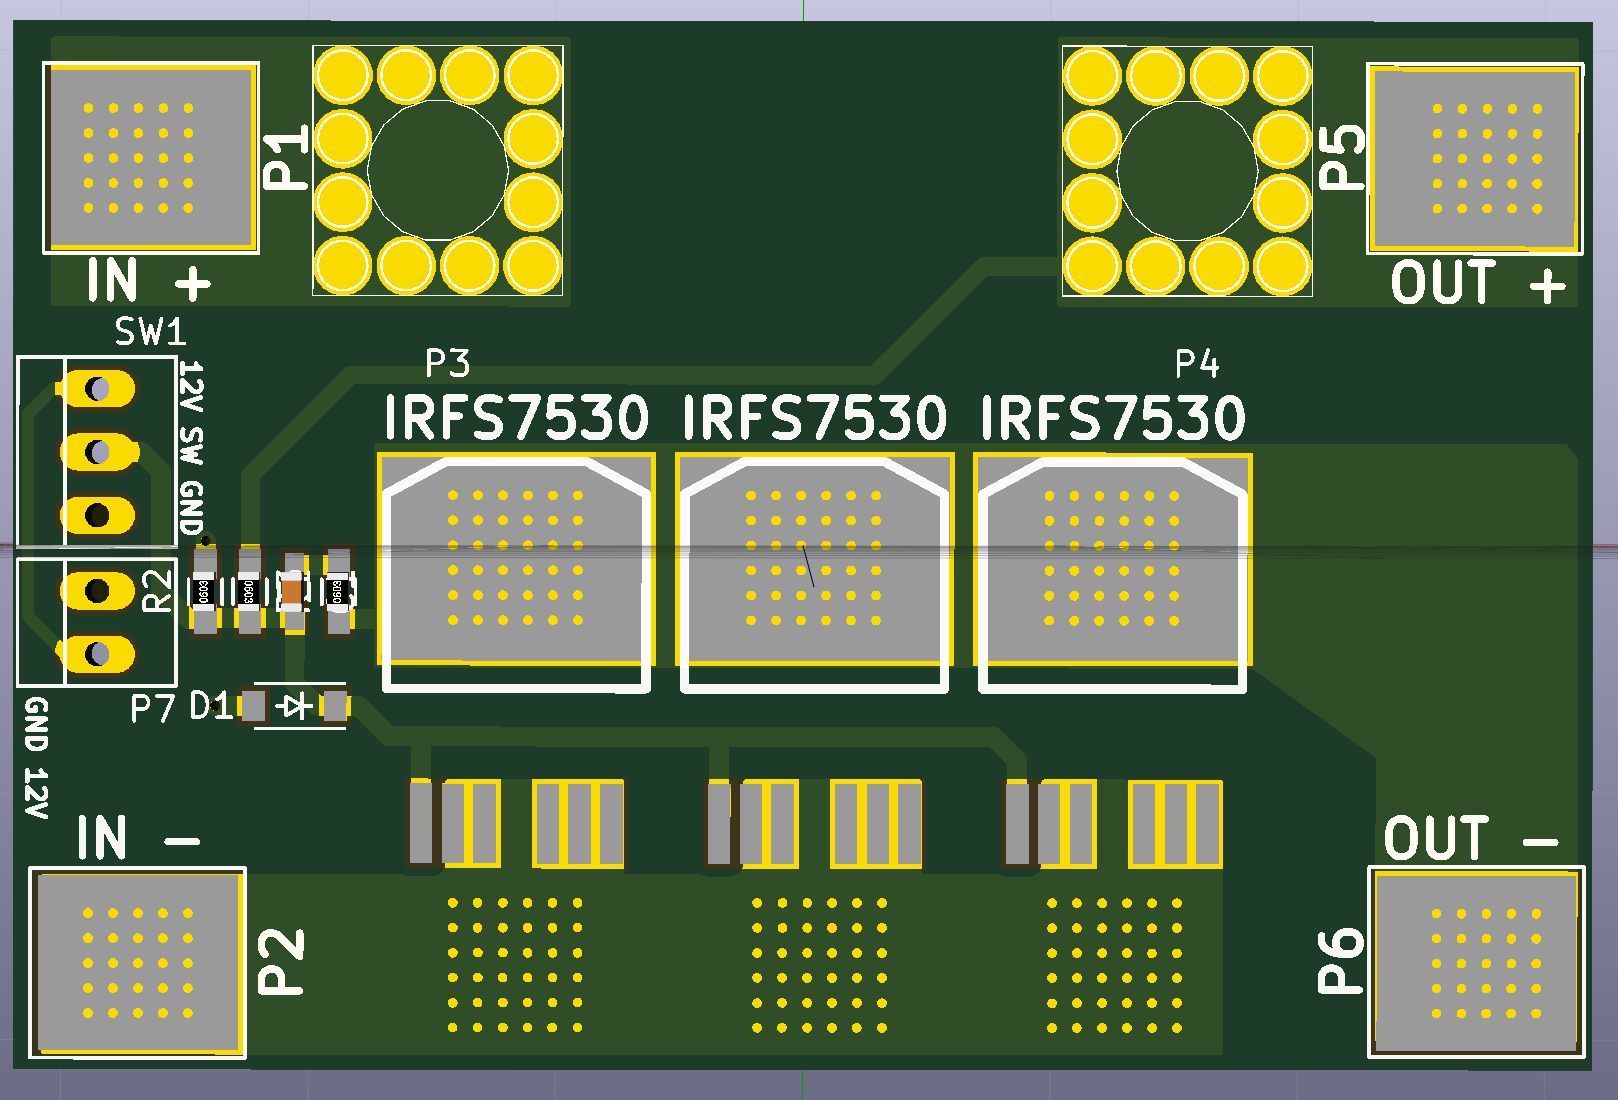 P1
P5
IN +
OUT +
SW1
12V SW GND
P3
P4
IRFS7530
IRFS7530
IRFS7530
R2
0603
0603
0603
P7
D1
GND 12V
IN -
OUT -
P2
P6